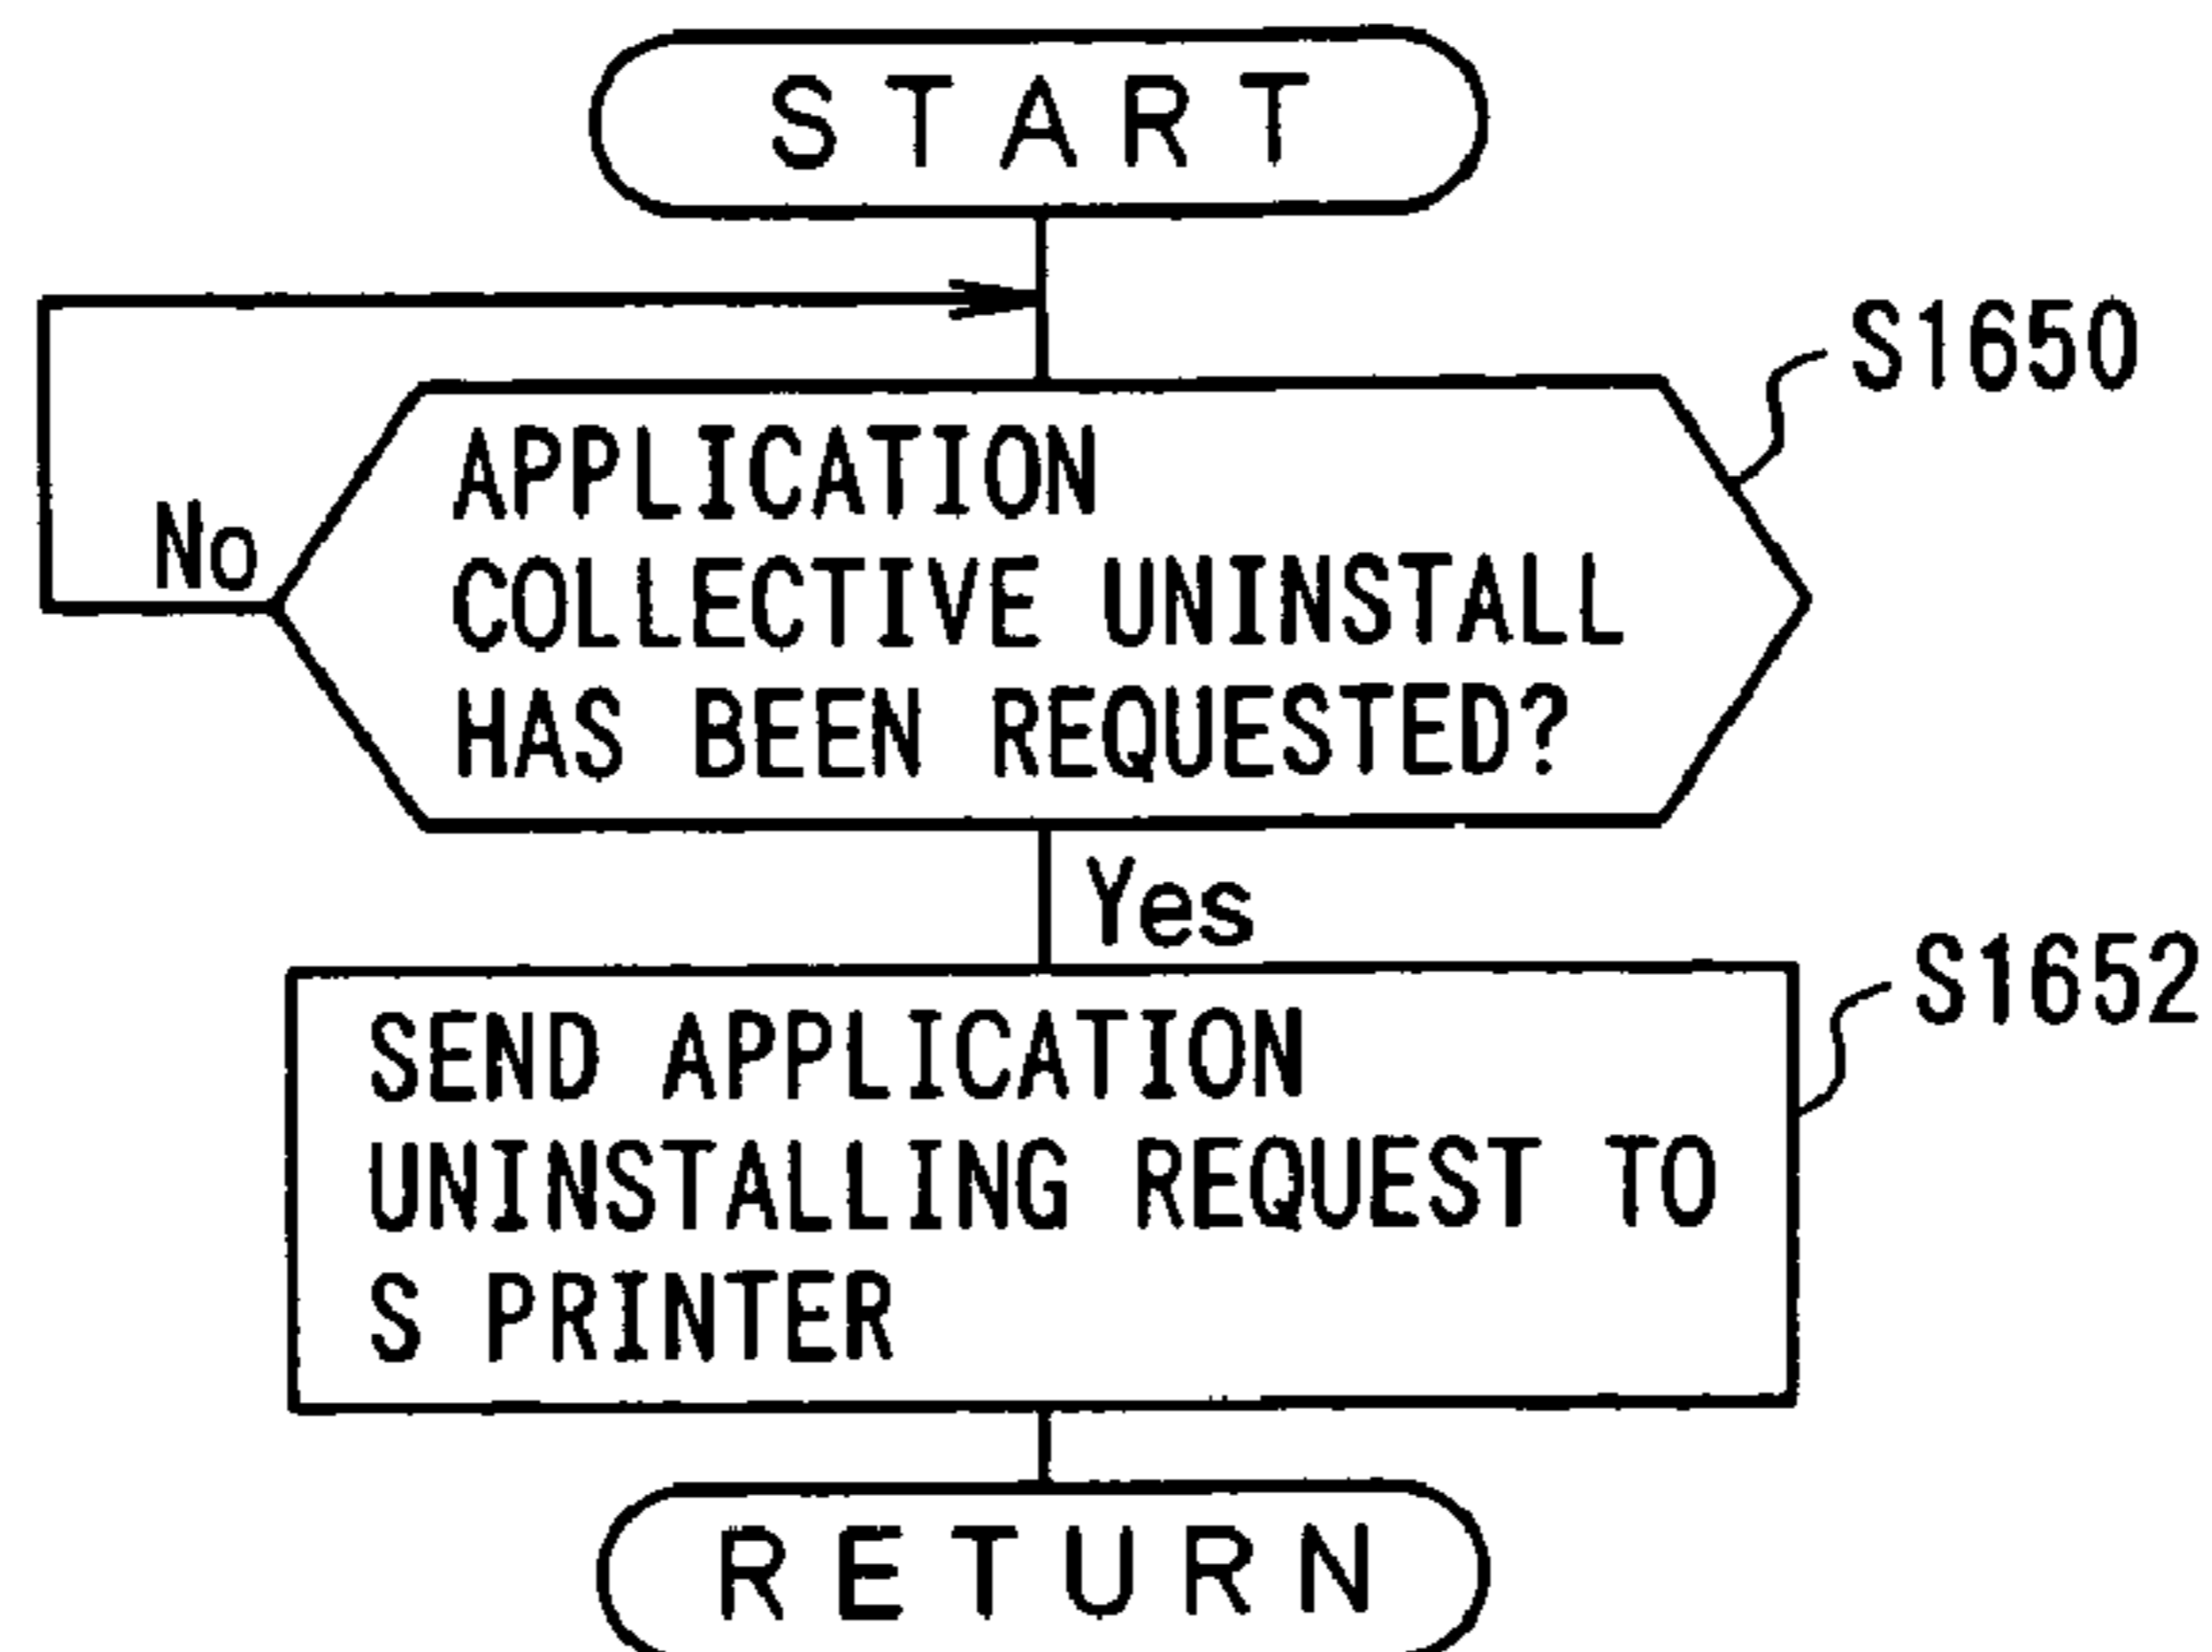 START
S1650
APPLICATION
COLLECTIVE UNINSTALL
HAS BEEN REQUESTED?
No
Yes
S1652
SEND APPLICATION
UNINSTALLING REQUEST TO
S PRINTER
RETURN